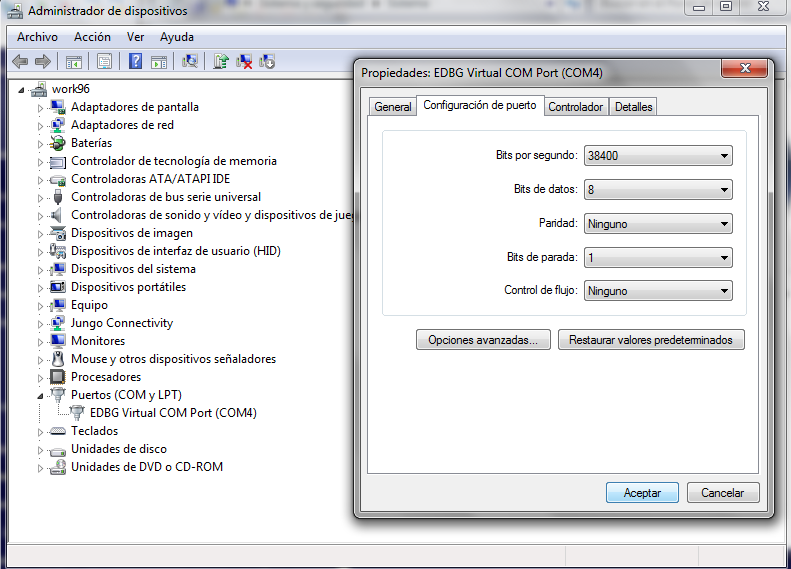 Administrador de dispositivos
Archivo Acción Ver Ayuda
work96
Adaptadores de pantalla
Adaptadores de red
Baterías
Controlador de tecnología de memoria
Controladoras ATA/ATAPI IDE
Controladoras de bus serie universal
Controladoras de sonido y vídeo y dispositivos de jue
Dispositivos de imagen
Dispositivos de interfaz de usuario (HID)
Dispositivos del sistema
Dispositivos portátiles
Equipo
Jungo Connectivity
Monitores
Mouse y otros dispositivos señaladores
Procesadores
Puertos (COM y LPT)
EDBG Virtual COM Port (COM4)
Teclados
Unidades de disco
Unidades de DVD o CD-ROM
Propiedades: EDBG Virtual COM Port (COM4)
General Configuración de puerto Controlador Detalles
Bits por segundo: 38400
Bits de datos: 8
Paridad: Ninguno
Bits de parada: 1
Control de flujo: Ninguno
Opciones avanzadas... Restaurar valores predeterminados
Aceptar Cancelar